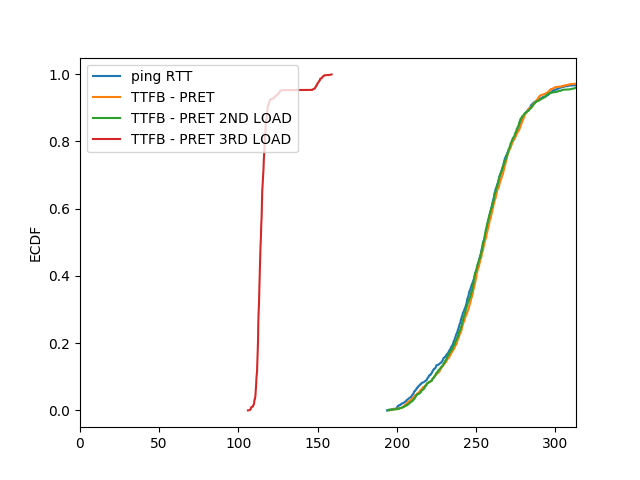 ping RTT
TTFB - PRET
TTFB - PRET 2ND LOAD
TTFB - PRET 3RD LOAD
ECDF
1.0
0.8
0.6
0.4
0.2
0.0
0 50 100 150 200 250 300